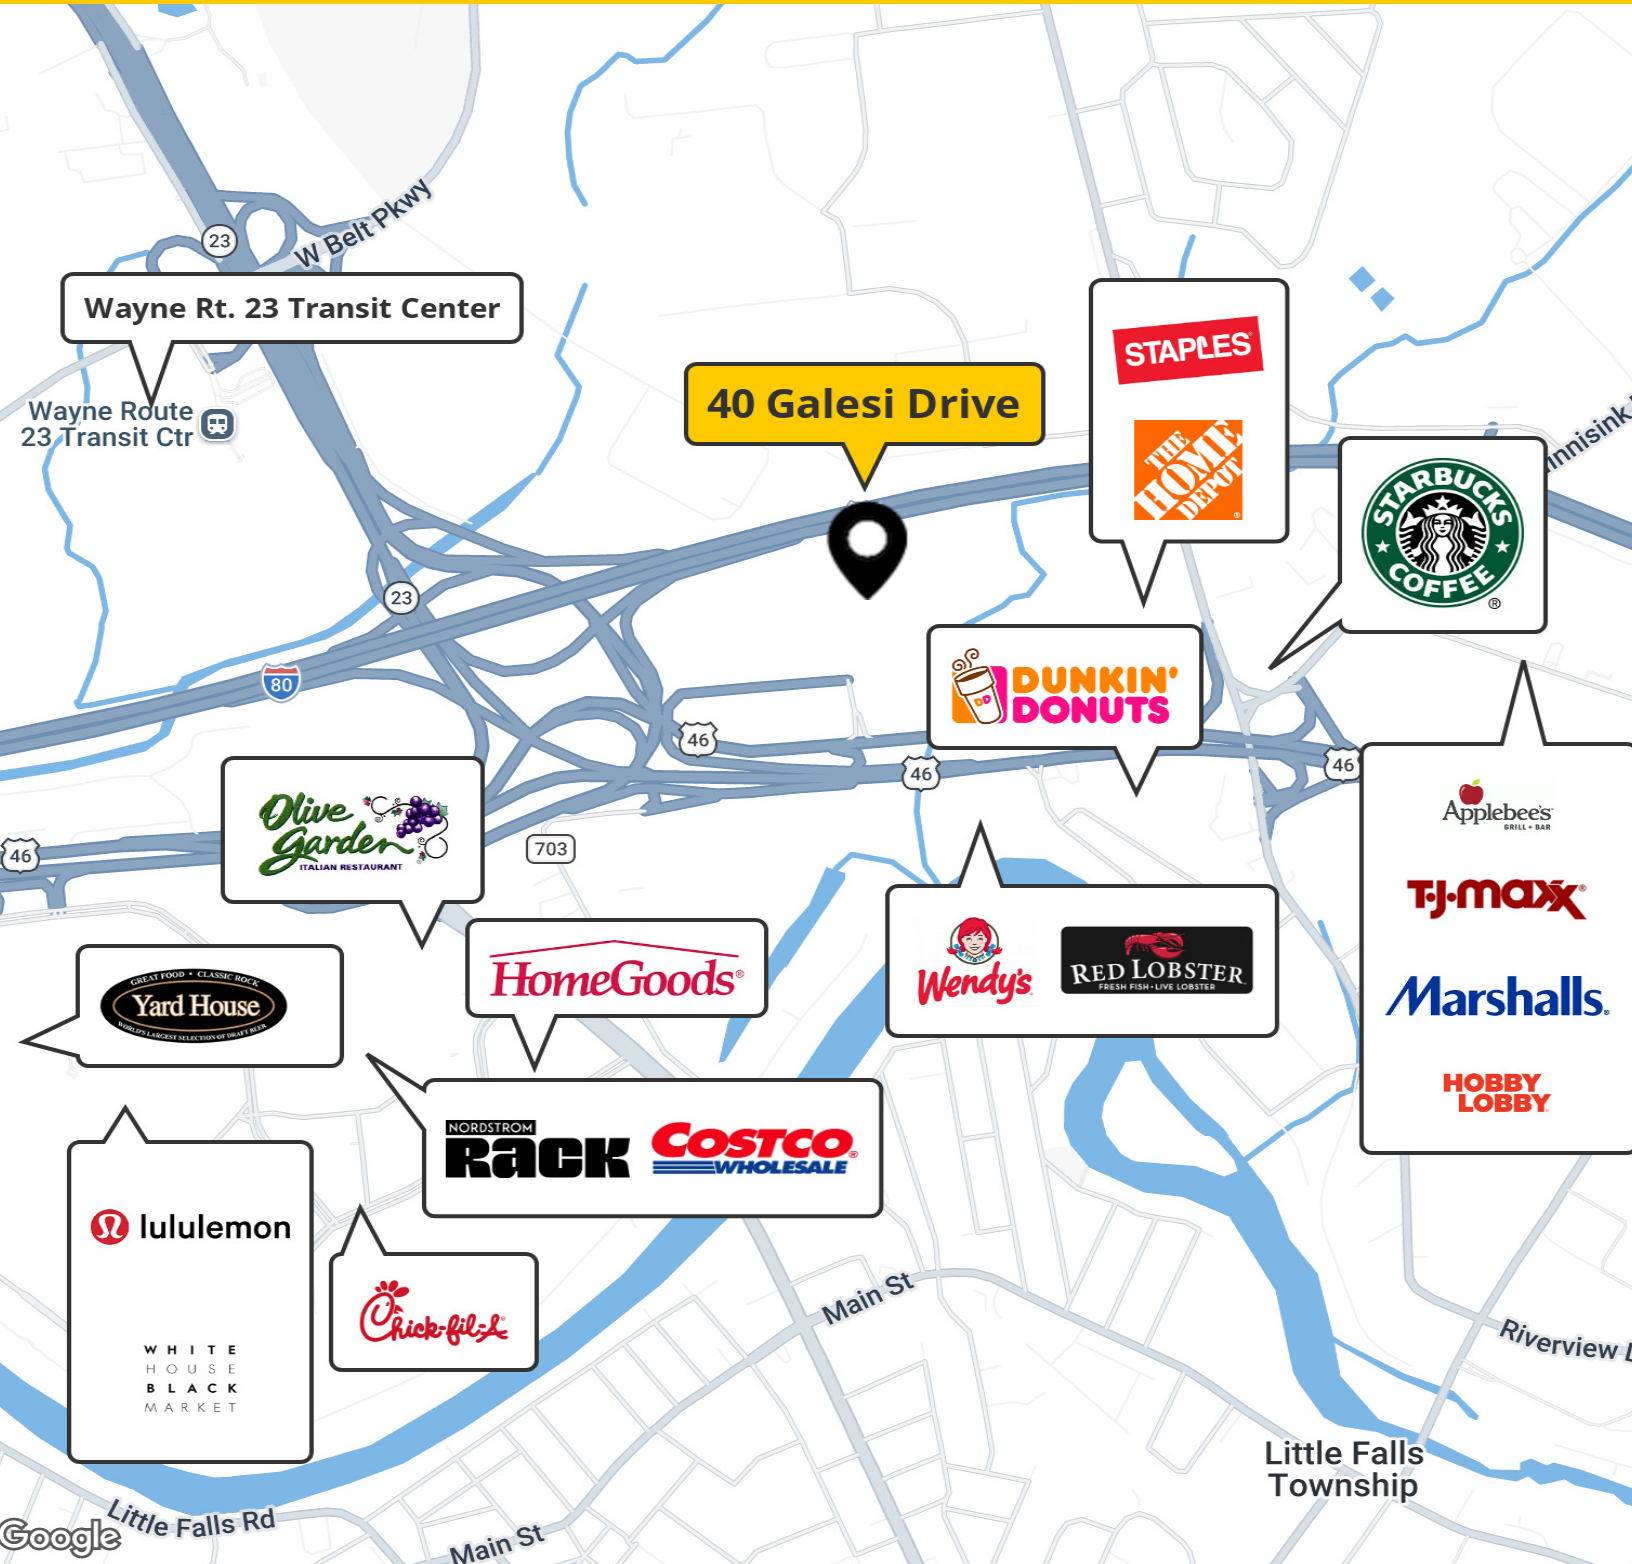 23
W Belt Pkwy
Wayne Rt. 23 Transit Center
Wayne Route
23 Transit Ctr
40 Galesi Drive
STAPLES
THE
HOME
DEPOT
®
STARBUCKS
COFFEE
®
23
80
DUNKIN'
DONUTS
DD
46
46
46
46
703
Olive
Garden
ITALIAN RESTAURANT
Applebee's
GRILL + BAR
T·J·maxx®
Marshalls®
HOBBY
LOBBY
HomeGoods®
Wendy's
RED LOBSTER
FRESH FISH • LIVE LOBSTER
GREAT FOOD • CLASSIC ROCK
Yard House
WORLD'S LARGEST SELECTION OF DRAFT BEER
NORDSTROM
rack
COSTCO®
WHOLESALE
lululemon
WHITE
HOUSE
BLACK
MARKET
Chick-fil-A
Main St
Riverview
Little Falls
Township
Little Falls Rd
Main St
Google